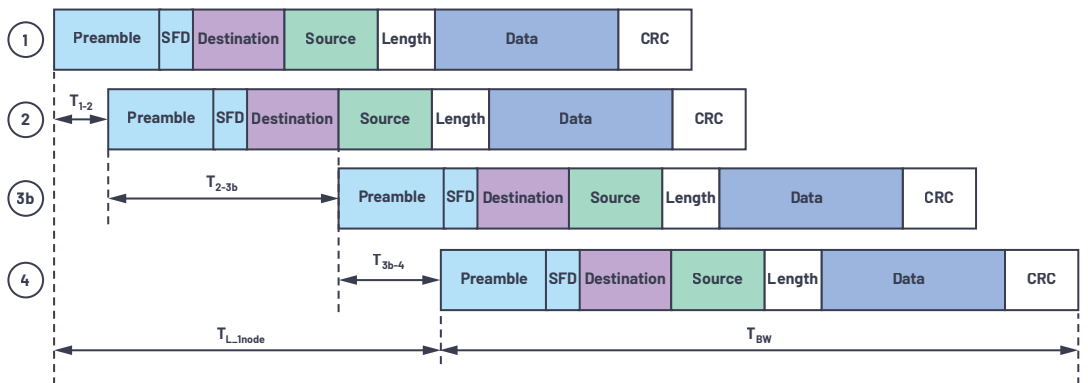 1 Preamble SFD Destination Source Length Data CRC
T1-2
2 Preamble SFD Destination Source Length Data CRC
T2-3b
3b Preamble SFD Destination Source Length Data CRC
T3b-4
4 Preamble SFD Destination Source Length Data CRC
TL_1node TBW